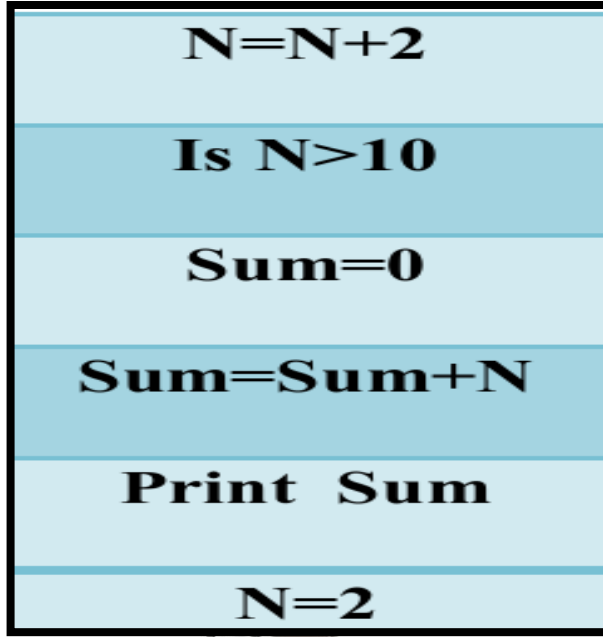 N=N+2
Is N>10
Sum=0
Sum=Sum+N
Print Sum
N=2